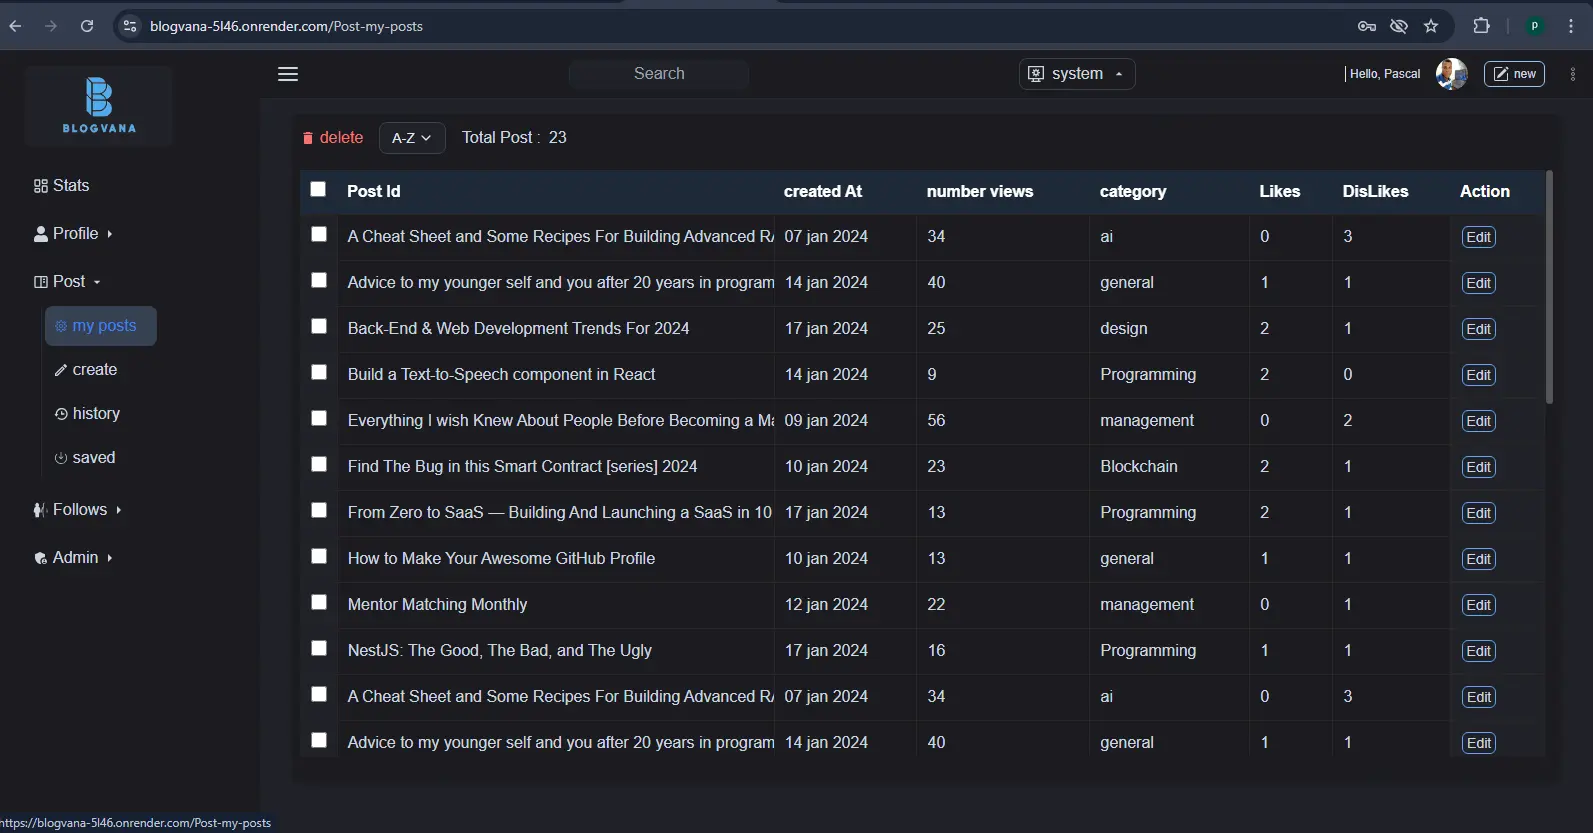 blogvana-5l46.onrender.com/Post-my-posts
p
BLOGVANA
Search
system
Hello, Pascal
new
Stats
Profile
Post
my posts
create
history
saved
Follows
Admin
delete A-Z Total Post : 23
Post Id created At number views category Likes DisLikes Action
A Cheat Sheet and Some Recipes For Building Advanced RA 07 jan 2024 34 ai 0 3 Edit
Advice to my younger self and you after 20 years in program 14 jan 2024 40 general 1 1 Edit
Back-End & Web Development Trends For 2024 17 jan 2024 25 design 2 1 Edit
Build a Text-to-Speech component in React 14 jan 2024 9 Programming 2 0 Edit
Everything I wish Knew About People Before Becoming a Ma 09 jan 2024 56 management 0 2 Edit
Find The Bug in this Smart Contract [series] 2024 10 jan 2024 23 Blockchain 2 1 Edit
From Zero to SaaS — Building And Launching a SaaS in 10 17 jan 2024 13 Programming 2 1 Edit
How to Make Your Awesome GitHub Profile 10 jan 2024 13 general 1 1 Edit
Mentor Matching Monthly 12 jan 2024 22 management 0 1 Edit
NestJS: The Good, The Bad, and The Ugly 17 jan 2024 16 Programming 1 1 Edit
A Cheat Sheet and Some Recipes For Building Advanced RA 07 jan 2024 34 ai 0 3 Edit
Advice to my younger self and you after 20 years in program 14 jan 2024 40 general 1 1 Edit
https://blogvana-5l46.onrender.com/Post-my-posts